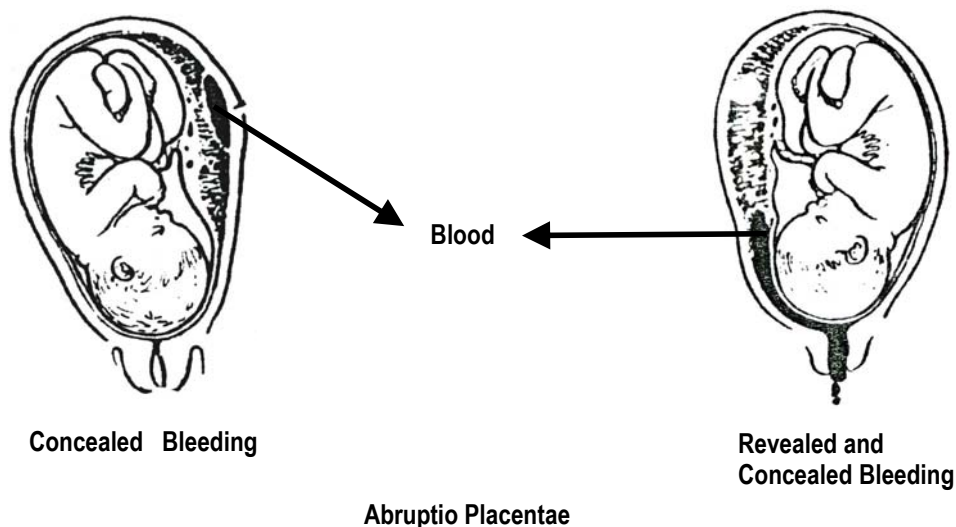 Blood
Concealed Bleeding
Revealed and
Concealed Bleeding
Abruptio Placentae